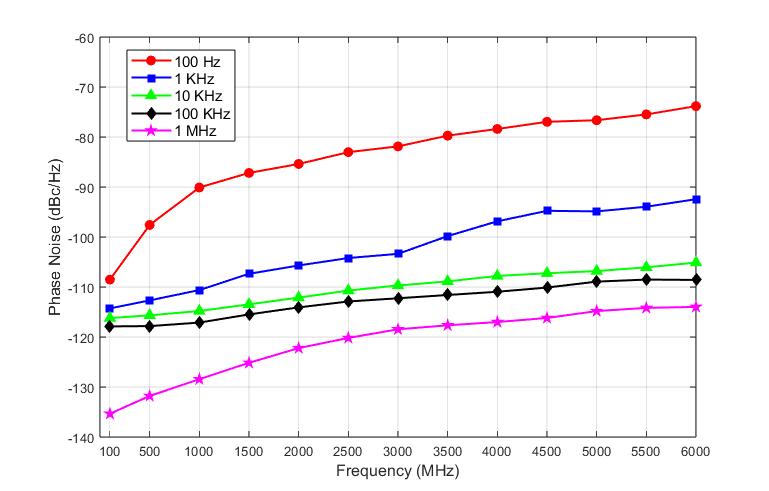 -60
-70
-80
-90
-100
-110
-120
-130
-140
Phase Noise (dBc/Hz)
100 Hz
1 KHz
10 KHz
100 KHz
1 MHz
100 500 1000 1500 2000 2500 3000 3500 4000 4500 5000 5500 6000
Frequency (MHz)